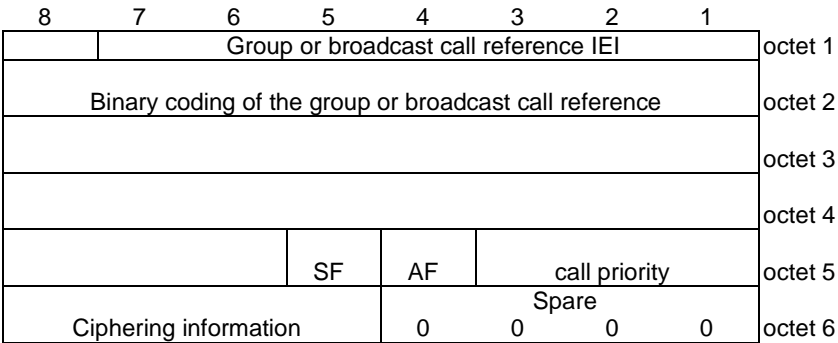 8 7 6 5 4 3 2 1
Group or broadcast call reference IEI octet 1
Binary coding of the group or broadcast call reference octet 2
octet 3
octet 4
SF AF call priority octet 5
Spare
Ciphering information 0 0 0 0 octet 6